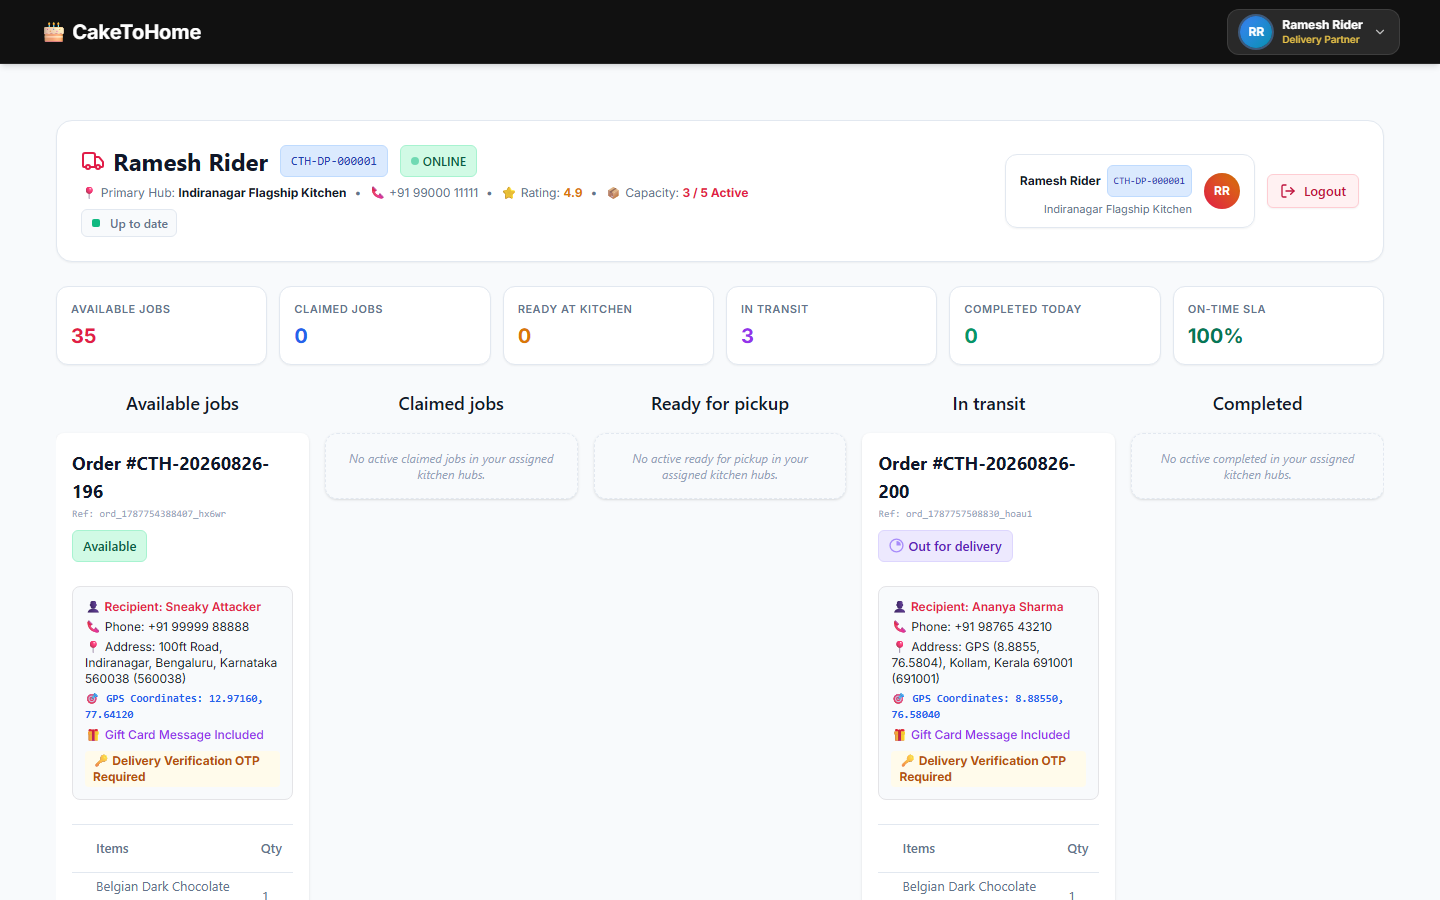 CakeToHome
RR
Ramesh Rider
Delivery Partner
Ramesh Rider
CTH-DP-000001
ONLINE
Primary Hub: Indiranagar Flagship Kitchen • +91 99000 11111 • Rating: 4.9 • Capacity: 3 / 5 Active
Up to date
Ramesh Rider
CTH-DP-000001
Indiranagar Flagship Kitchen
RR
Logout
AVAILABLE JOBS
35
CLAIMED JOBS
0
READY AT KITCHEN
0
IN TRANSIT
3
COMPLETED TODAY
0
ON-TIME SLA
100%
Available jobs
Order #CTH-20260826-
196
Ref: ord_1787754388407_hx6wr
Available
Recipient: Sneaky Attacker
Phone: +91 99999 88888
Address: 100ft Road,
Indiranagar, Bengaluru, Karnataka
560038 (560038)
GPS Coordinates: 12.97160,
77.64120
Gift Card Message Included
Delivery Verification OTP
Required
Items Qty
Belgian Dark Chocolate
1
Claimed jobs
No active claimed jobs in your assigned
kitchen hubs.
Ready for pickup
No active ready for pickup in your
assigned kitchen hubs.
In transit
Order #CTH-20260826-
200
Ref: ord_1787757508830_hoau1
Out for delivery
Recipient: Ananya Sharma
Phone: +91 98765 43210
Address: GPS (8.8855,
76.5804), Kollam, Kerala 691001
(691001)
GPS Coordinates: 8.88550,
76.58040
Gift Card Message Included
Delivery Verification OTP
Required
Items Qty
Belgian Dark Chocolate
1
Completed
No active completed in your assigned
kitchen hubs.